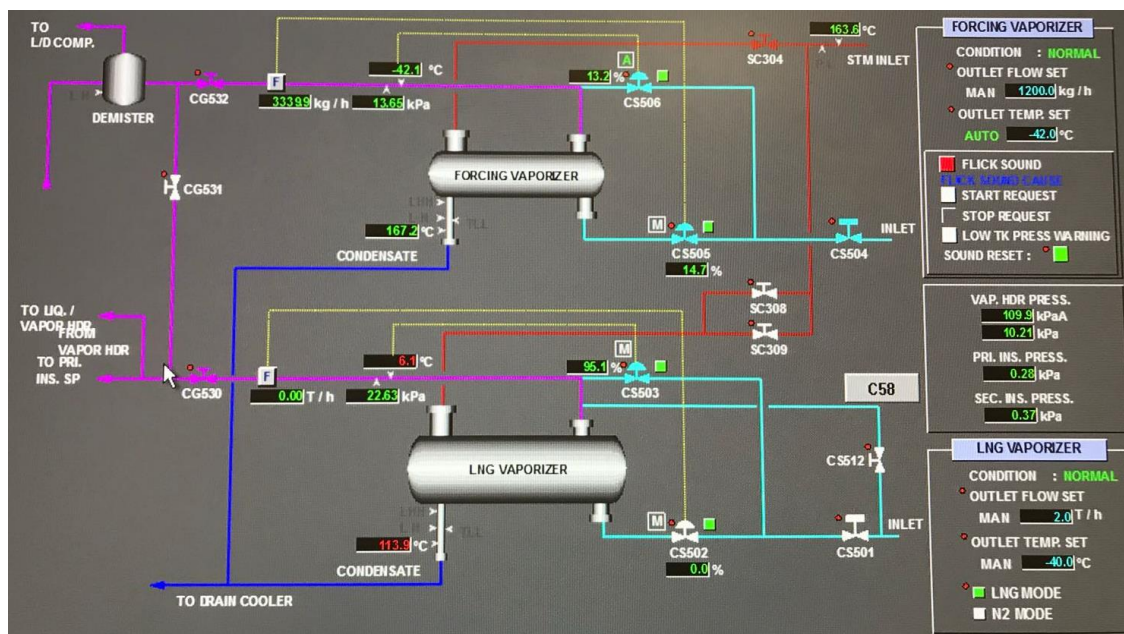 TO
L/D COMP.
DEMISTER
CG532
F
3339.9 kg / h
-42.1 °C
13.65 kPa
A
13.2 %
CS506
SC304
163.6 °C
STM INLET
CG531
FORCING VAPORIZER
167.2 °C
CONDENSATE
M
CS505
14.7 %
INLET
CS504
SC308
SC309
TO LIQ. /
VAPOR HDR
FROM
VAPOR HDR
TO PRI.
INS. SP
CG530
F
0.00 T / h
6.1 °C
22.63 kPa
M
95.1 %
CS503
C58
LNG VAPORIZER
CS512
113.9 °C
CONDENSATE
M
CS502
0.0 %
INLET
CS501
TO DRAIN COOLER
FORCING VAPORIZER
CONDITION : NORMAL
OUTLET FLOW SET
MAN 1200.0 kg / h
OUTLET TEMP. SET
AUTO -42.0 °C
FLICK SOUND
FLICK SOUND CAUSE
START REQUEST
STOP REQUEST
LOW TK PRESS WARNING
SOUND RESET :
VAP. HDR PRESS.
109.9 kPaA
10.21 kPa
PRI. INS. PRESS.
0.28 kPa
SEC. INS. PRESS.
0.37 kPa
LNG VAPORIZER
CONDITION : NORMAL
OUTLET FLOW SET
MAN 2.0 T / h
OUTLET TEMP. SET
MAN -40.0 °C
LNG MODE
N2 MODE